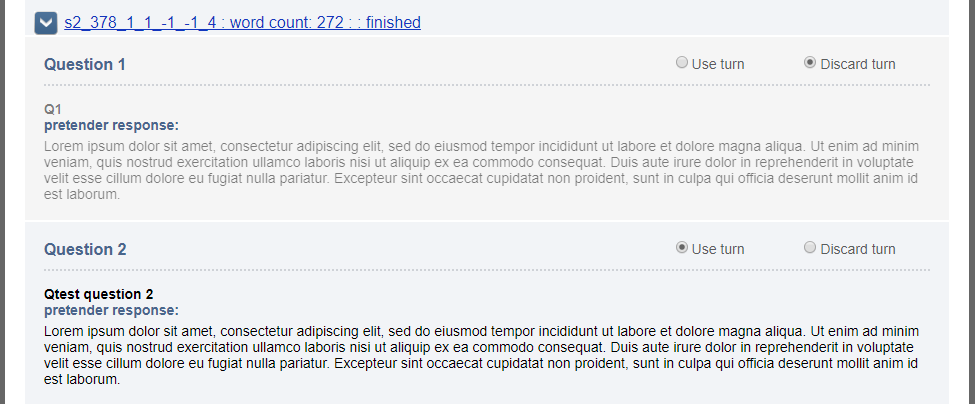 s2_378_1_1_-1_-1_4 : word count: 272 : : finished
Question 1 Use turn Discard turn
Q1
pretender response:
Lorem ipsum dolor sit amet, consectetur adipiscing elit, sed do eiusmod tempor incididunt ut labore et dolore magna aliqua. Ut enim ad minim
veniam, quis nostrud exercitation ullamco laboris nisi ut aliquip ex ea commodo consequat. Duis aute irure dolor in reprehenderit in voluptate
velit esse cillum dolore eu fugiat nulla pariatur. Excepteur sint occaecat cupidatat non proident, sunt in culpa qui officia deserunt mollit anim id
est laborum.
Question 2 Use turn Discard turn
Qtest question 2
pretender response:
Lorem ipsum dolor sit amet, consectetur adipiscing elit, sed do eiusmod tempor incididunt ut labore et dolore magna aliqua. Ut enim ad minim
veniam, quis nostrud exercitation ullamco laboris nisi ut aliquip ex ea commodo consequat. Duis aute irure dolor in reprehenderit in voluptate
velit esse cillum dolore eu fugiat nulla pariatur. Excepteur sint occaecat cupidatat non proident, sunt in culpa qui officia deserunt mollit anim id
est laborum.